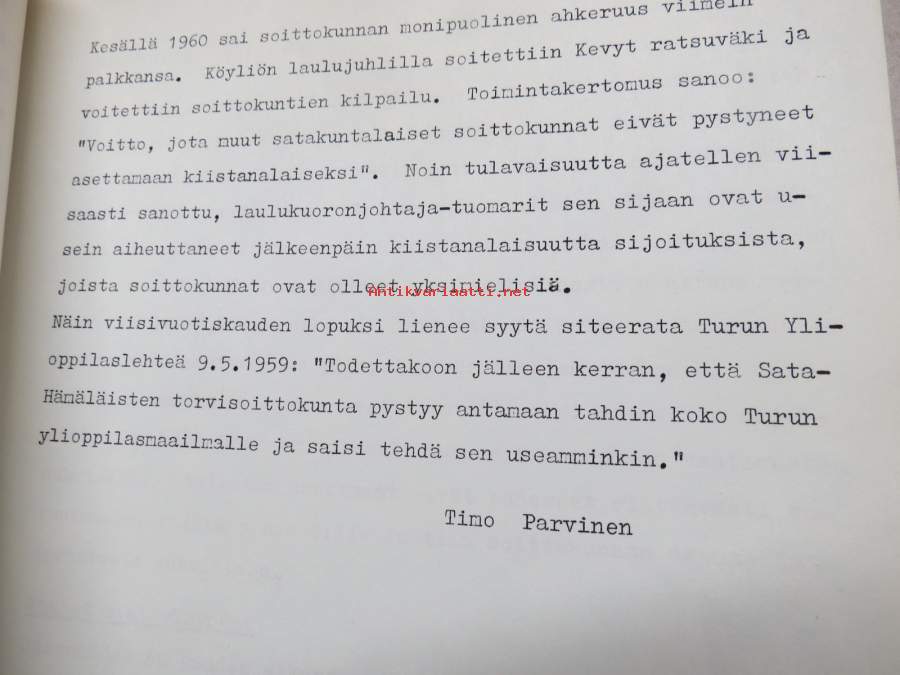 Kesällä 1960 sai soittokunnan monipuolinen ahkeruus viimein
palkkansa. Köyliön laulujuhlilla soitettiin Kevyt ratsuväki ja
voitettiin soittokuntien kilpailu. Toimintakertomus sanoo:
"Voitto, jota muut satakuntalaiset soittokunnat eivät pystyneet
asettamaan kiistanalaiseksi". Noin tulavaisuutta ajatellen vii-
saasti sanottu, laulukuoronjohtaja-tuomarit sen sijaan ovat u-
sein aiheuttaneet jälkeenpäin kiistanalaisuutta sijoituksista,
joista soittokunnat ovat olleet yksimielisiä.
Antikvariaatti.net
Näin viisivuotiskauden lopuksi lienee syytä siteerata Turun Yli-
oppilaslehteä 9.5.1959: "Todettakoon jälleen kerran, että Sata-
Hämäläisten torvisoittokunta pystyy antamaan tahdin koko Turun
ylioppilasmaailmalle ja saisi tehdä sen useamminkin."
Timo Parvinen